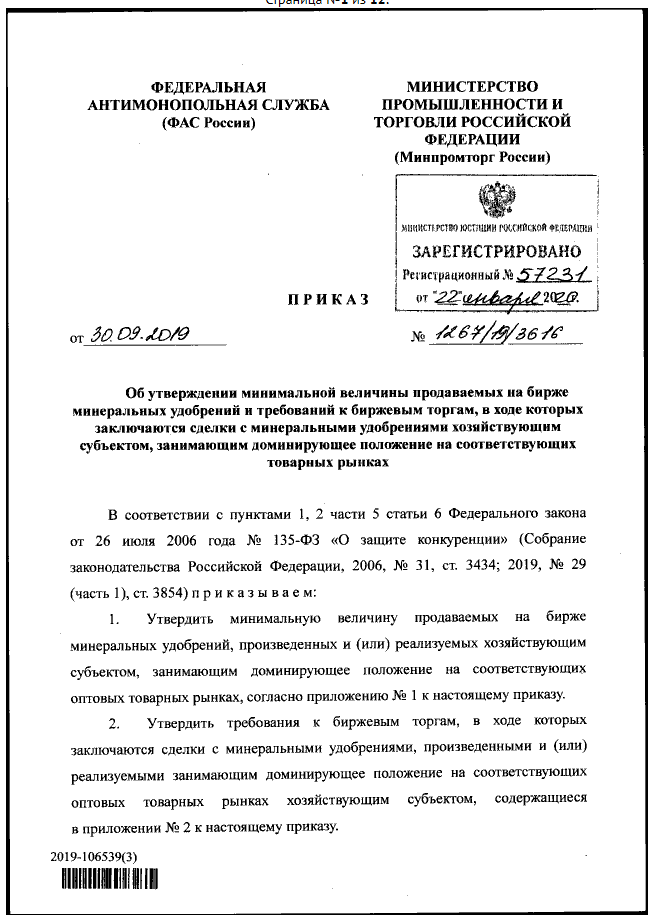 Страница №1 из 12.
ФЕДЕРАЛЬНАЯ
АНТИМОНОПОЛЬНАЯ СЛУЖБА
(ФАС России)
МИНИСТЕРСТВО
ПРОМЫШЛЕННОСТИ И
ТОРГОВЛИ РОССИЙСКОЙ
ФЕДЕРАЦИИ
(Минпромторг России)
МИНИСТЕРСТВО ЮСТИЦИИ РОССИЙСКОЙ ФЕДЕРАЦИИ
ЗАРЕГИСТРИРОВАНО
Регистрационный № 57231
от "22" января 2020.
П Р И К А З
от 30.09.2019
№ 1267/19/3616
Об утверждении минимальной величины продаваемых на бирже
минеральных удобрений и требований к биржевым торгам, в ходе которых
заключаются сделки с минеральными удобрениями хозяйствующим
субъектом, занимающим доминирующее положение на соответствующих
товарных рынках
В соответствии с пунктами 1, 2 части 5 статьи 6 Федерального закона
от 26 июля 2006 года № 135-ФЗ «О защите конкуренции» (Собрание
законодательства Российской Федерации, 2006, № 31, ст. 3434; 2019, № 29
(часть 1), ст. 3854) п р и к а з ы в а е м:
1. Утвердить минимальную величину продаваемых на бирже
минеральных удобрений, произведенных и (или) реализуемых хозяйствующим
субъектом, занимающим доминирующее положение на соответствующих
оптовых товарных рынках, согласно приложению № 1 к настоящему приказу.
2. Утвердить требования к биржевым торгам, в ходе которых
заключаются сделки с минеральными удобрениями, произведенными и (или)
реализуемыми занимающим доминирующее положение на соответствующих
оптовых товарных рынках хозяйствующим субъектом, содержащиеся
в приложении № 2 к настоящему приказу.
2019-106539(3)